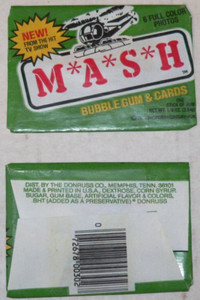 NEW!
FROM THE HIT
TV SHOW
6 FULL COLOR
PHOTOS
M*A*S*H
TM
BUBBLE GUM & CARDS
DIST. BY THE DONRUSS CO., MEMPHIS, TENN. 38101
MADE & PRINTED IN U.S.A., DEXTROSE, CORN SYRUP,
SUGAR, GUM BASE, ARTIFICIAL FLAVOR & COLORS,
BHT (ADDED AS A PRESERVATIVE) © DONRUSS
0